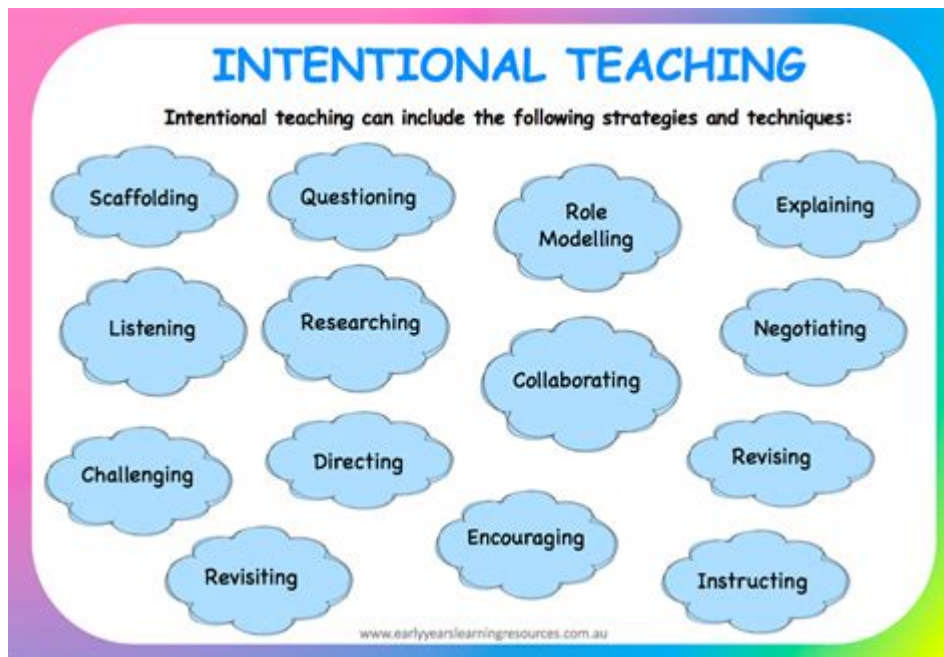 INTENTIONAL TEACHING
Intentional teaching can include the following strategies and techniques:
Scaffolding
Questioning
Role
Modelling
Explaining
Listening
Researching
Collaborating
Negotiating
Challenging
Directing
Revising
Revisiting
Encouraging
Instructing
www.earlyyearslearningresources.com.au